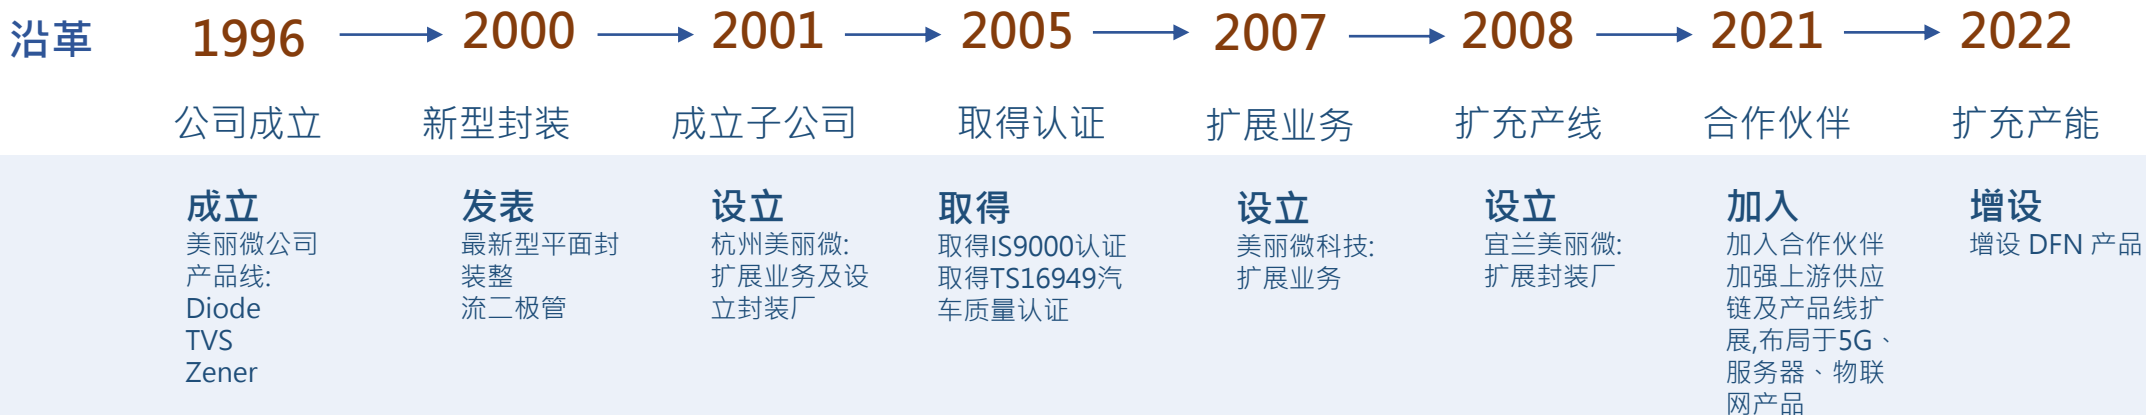 沿革
1996
2000
2001
2005
2007
2008
2021
2022
公司成立
新型封装
成立子公司
取得认证
扩展业务
扩充产线
合作伙伴
扩充产能
成立
美丽微公司
产品线:
Diode
TVS
Zener
发表
最新型平面封
装整
流二极管
设立
杭州美丽微:
扩展业务及设
立封装厂
取得
取得IS9000认证
取得TS16949汽
车质量认证
设立
美丽微科技:
扩展业务
设立
宜兰美丽微:
扩展封装厂
加入
加入合作伙伴
加强上游供应
链及产品线扩
展,布局于5G、
服务器、物联
网产品
增设
增设 DFN 产品